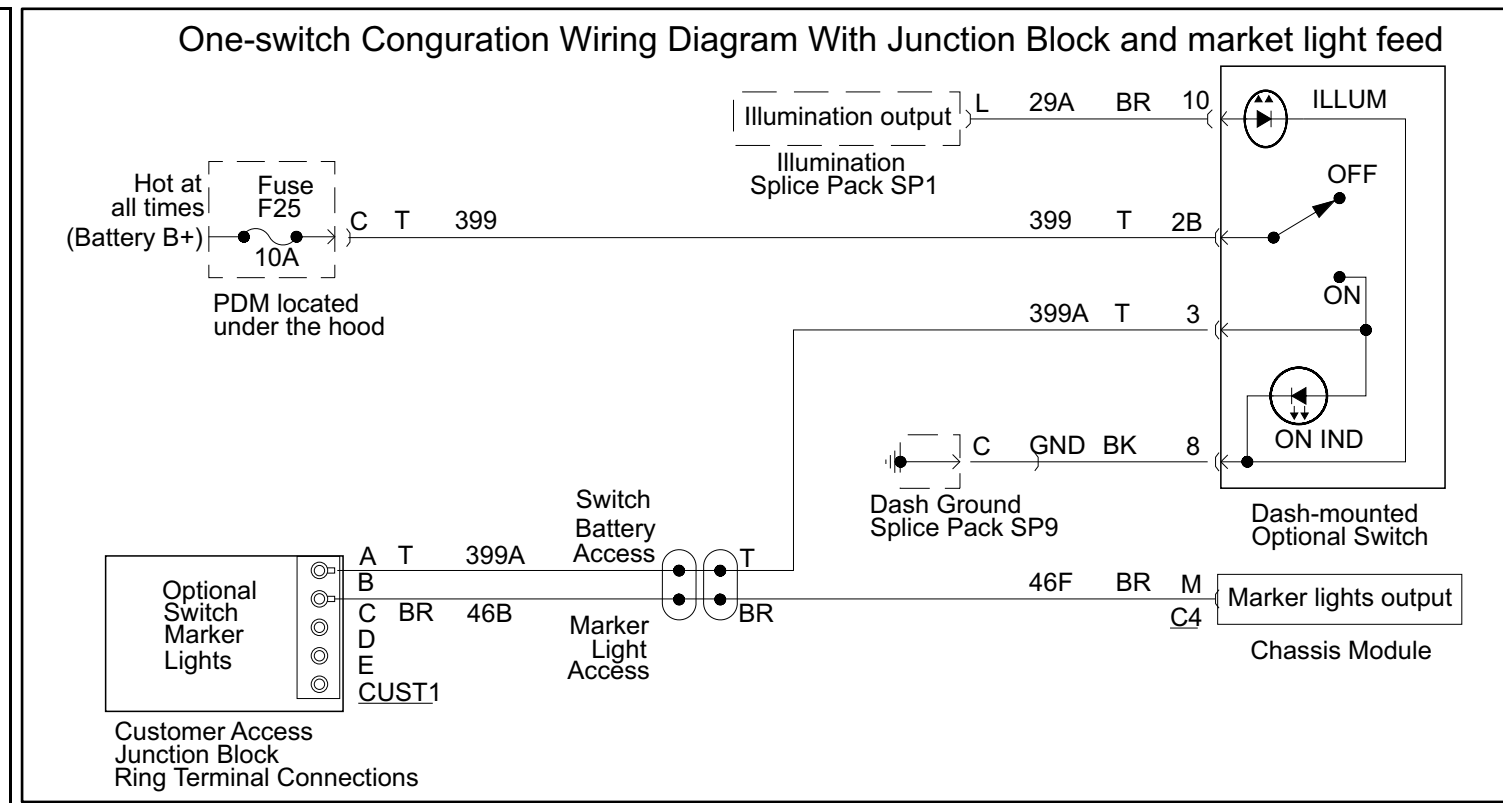 One-switch Conguration Wiring Diagram With Junction Block and market light feed
Illumination output
L 29A BR 10
ILLUM
Illumination
Splice Pack SP1
Hot at
all times
(Battery B+)
Fuse
F25
10A
C T 399
399 T 2B
OFF
ON
PDM located
under the hood
399A T 3
ON IND
C GND BK 8
Dash Ground
Splice Pack SP9
Dash-mounted
Optional Switch
Switch
Battery
Access
T
Optional
Switch
Marker
Lights
A T 399A
B
C BR 46B
D
E
CUST1
Marker
Light
Access
BR
46F BR M
C4
Marker lights output
Chassis Module
Customer Access
Junction Block
Ring Terminal Connections